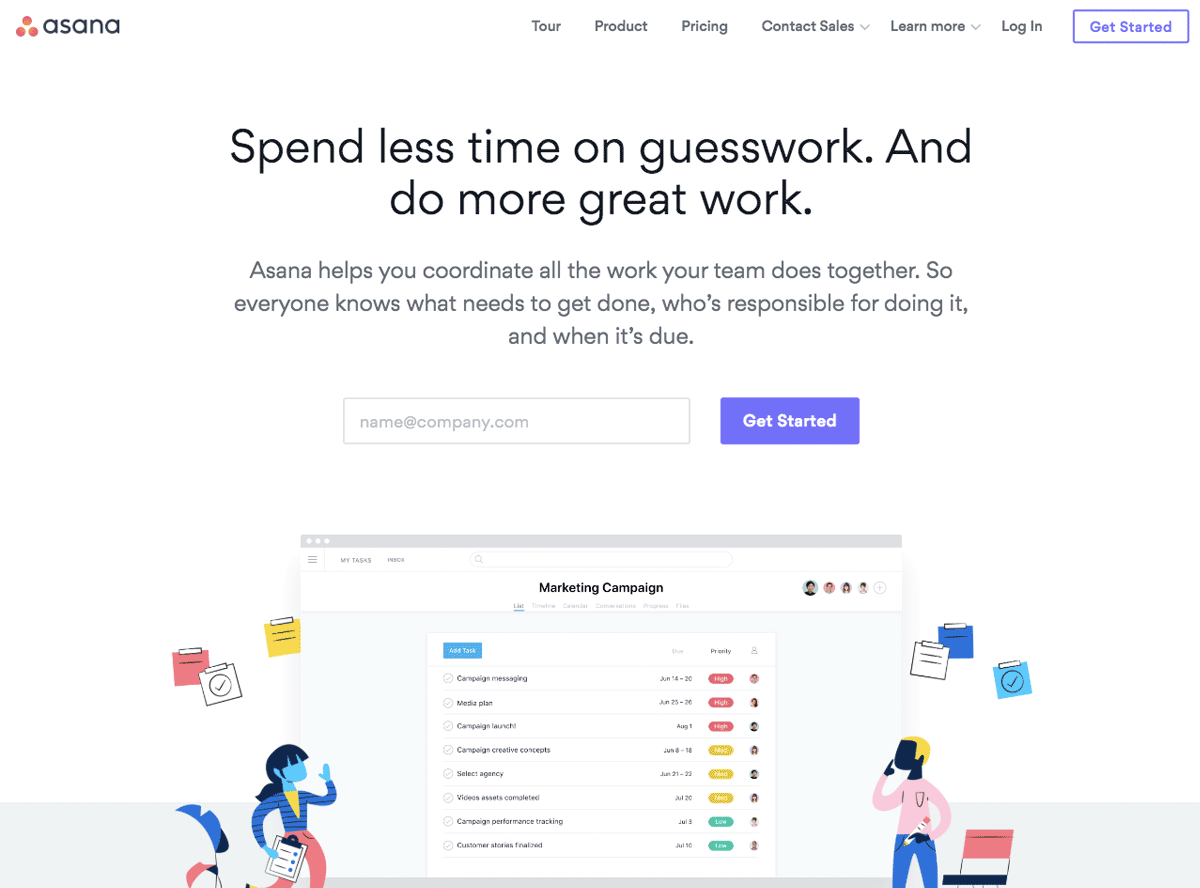 asana
Tour Product Pricing Contact Sales Learn more Log In Get Started
Spend less time on guesswork. And
do more great work.
Asana helps you coordinate all the work your team does together. So
everyone knows what needs to get done, who’s responsible for doing it,
and when it’s due.
name@company.com Get Started
MY TASKS INBOX
Marketing Campaign
List Timeline Calendar Conversations Progress Files
Add Task Due Priority
Campaign messaging Jun 14 – 20 High
Media plan Jun 25 – 26 High
Campaign launch! Aug 1 High
Campaign creative concepts Jun 8 – 18 Med
Select agency Jun 21 – 22 Med
Videos assets completed Jul 20 Med
Campaign performance tracking Jul 3 Low
Customer stories finalized Jul 10 Low